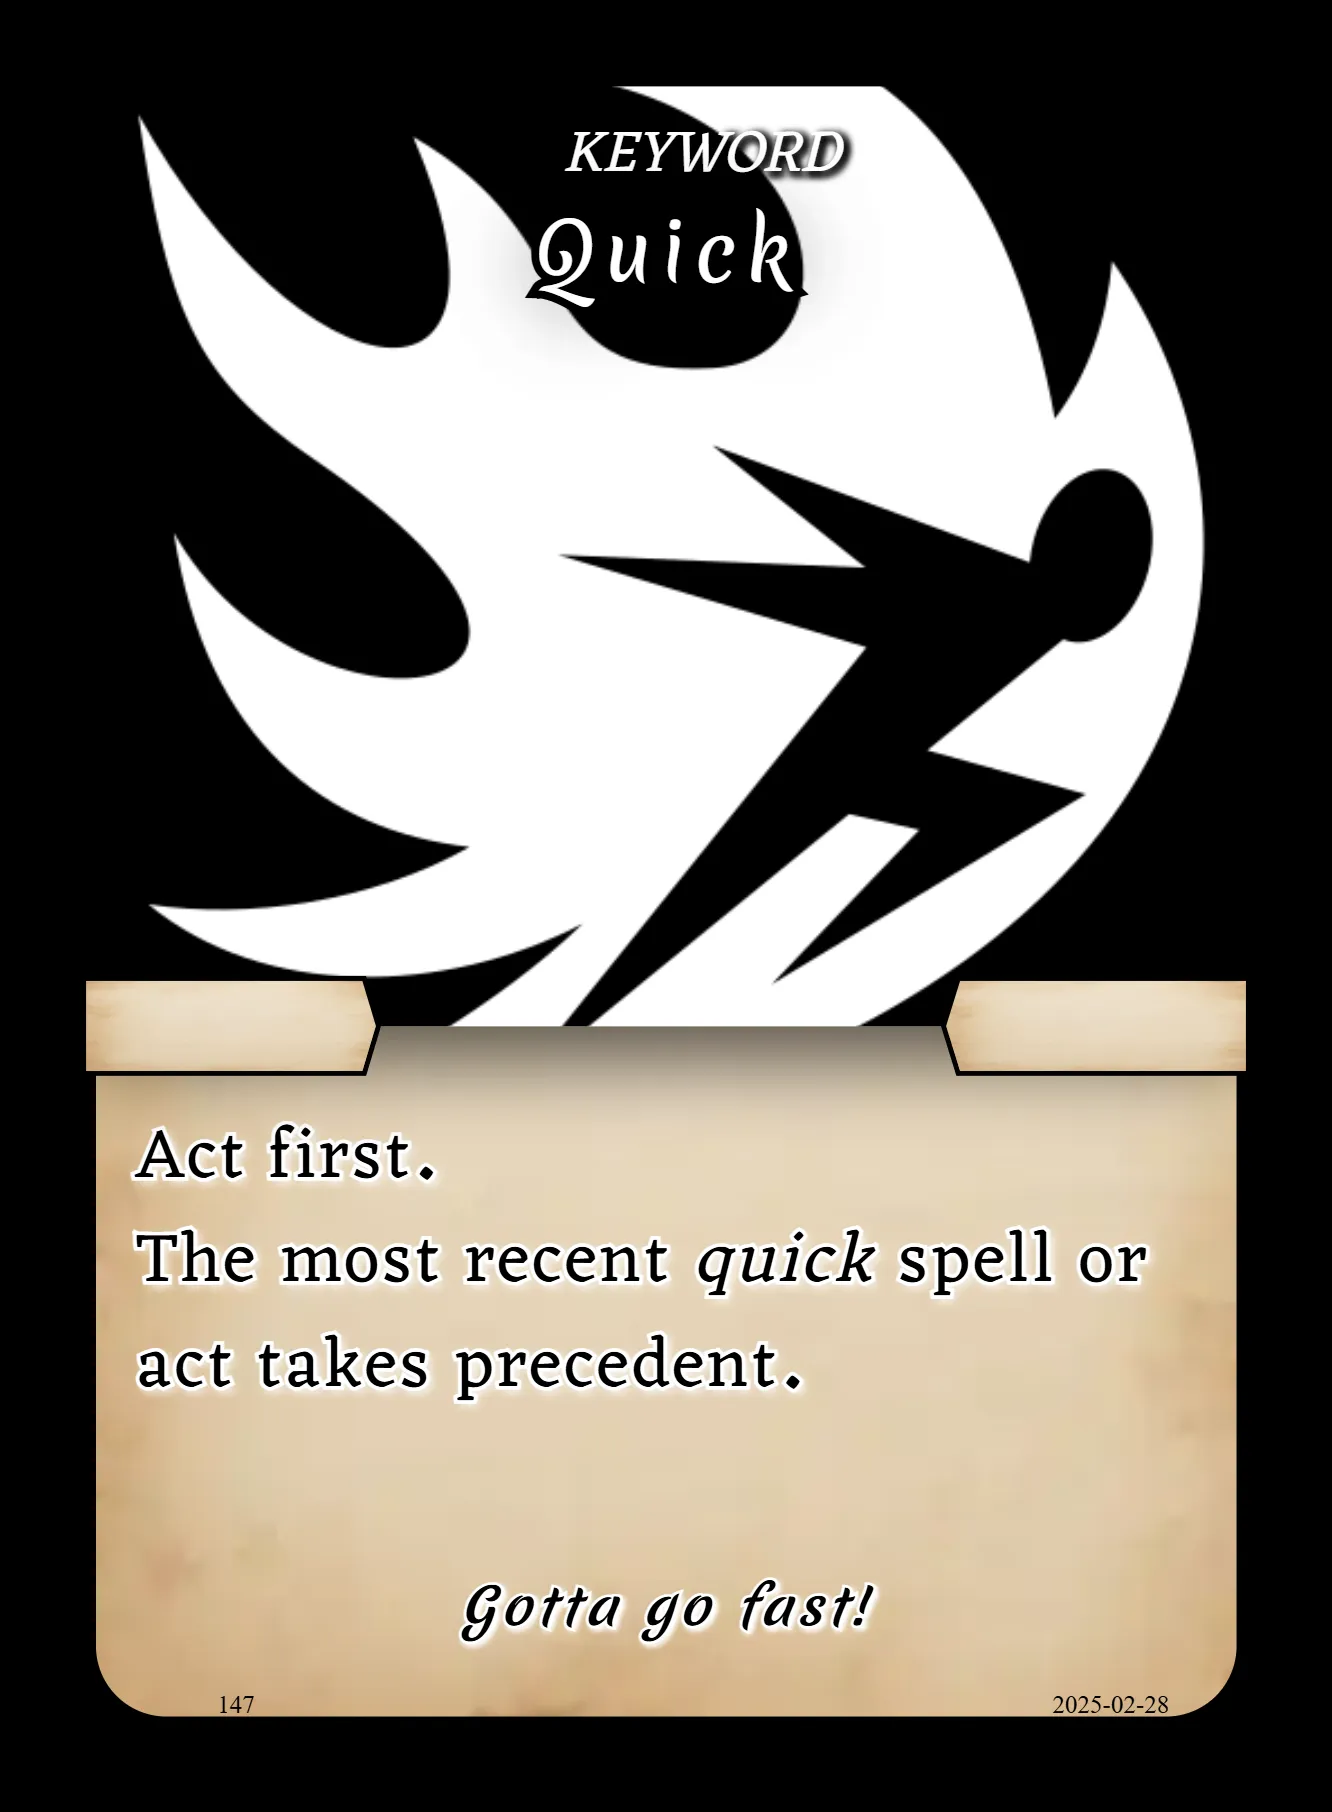 KEYWORD
Quick
Act first.
The most recent quick spell or
act takes precedent.
Gotta go fast!
147
2025-02-28